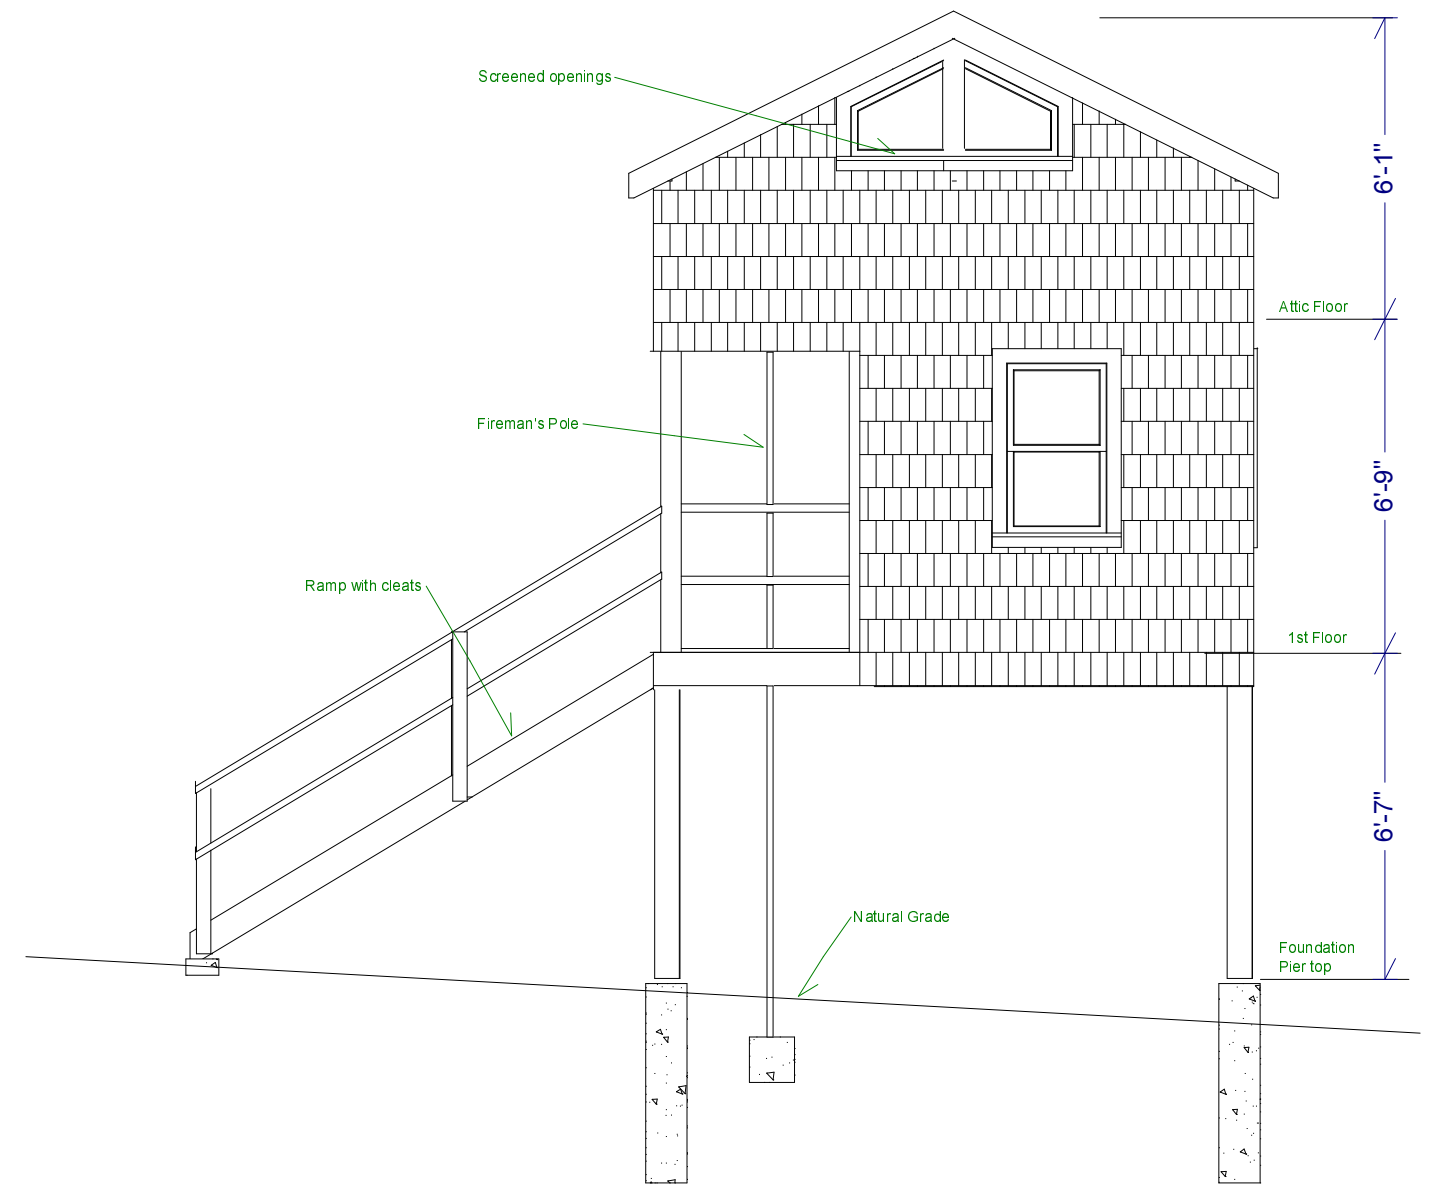 Screened openings
6'-1"
Attic Floor
Fireman's Pole
6'-9"
Ramp with cleats
1st Floor
6'-7"
Natural Grade
Foundation
Pier top